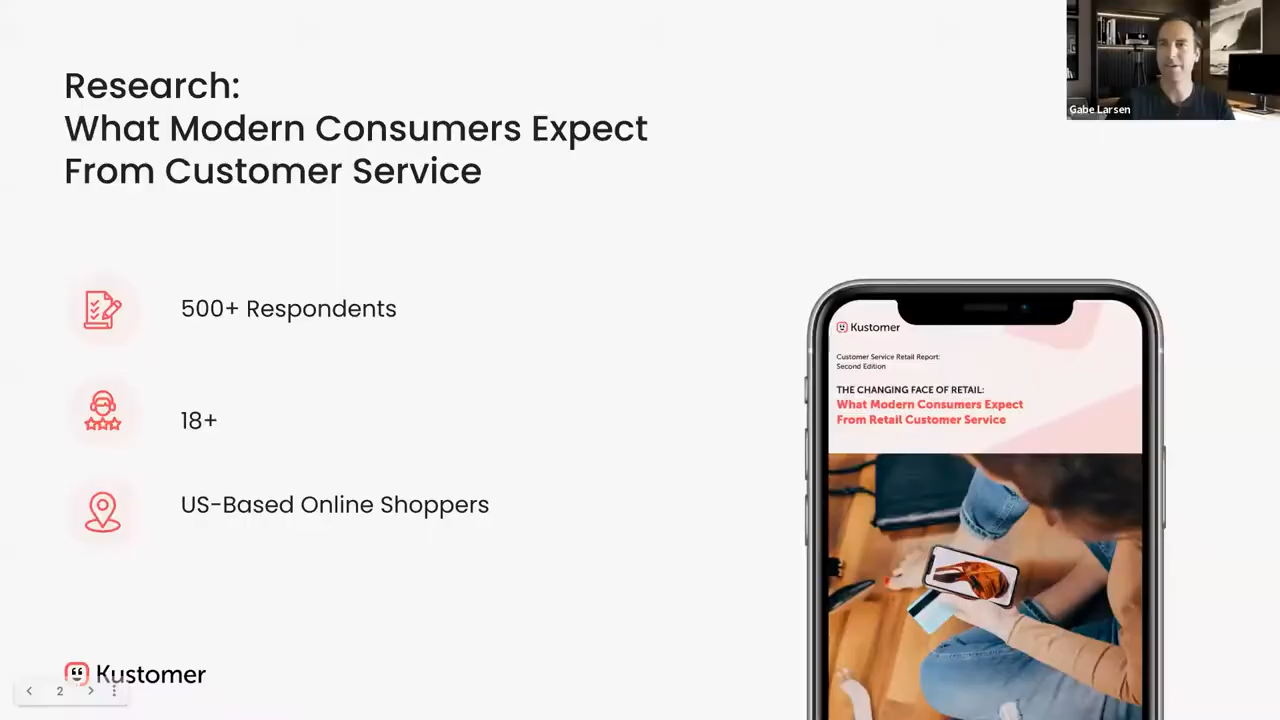 Research:
What Modern Consumers Expect
From Customer Service
Gabe Larsen
500+ Respondents
18+
US-Based Online Shoppers
Kustomer
Customer Service Retail Report:
Second Edition
THE CHANGING FACE OF RETAIL:
What Modern Consumers Expect
From Retail Customer Service
Kustomer
2